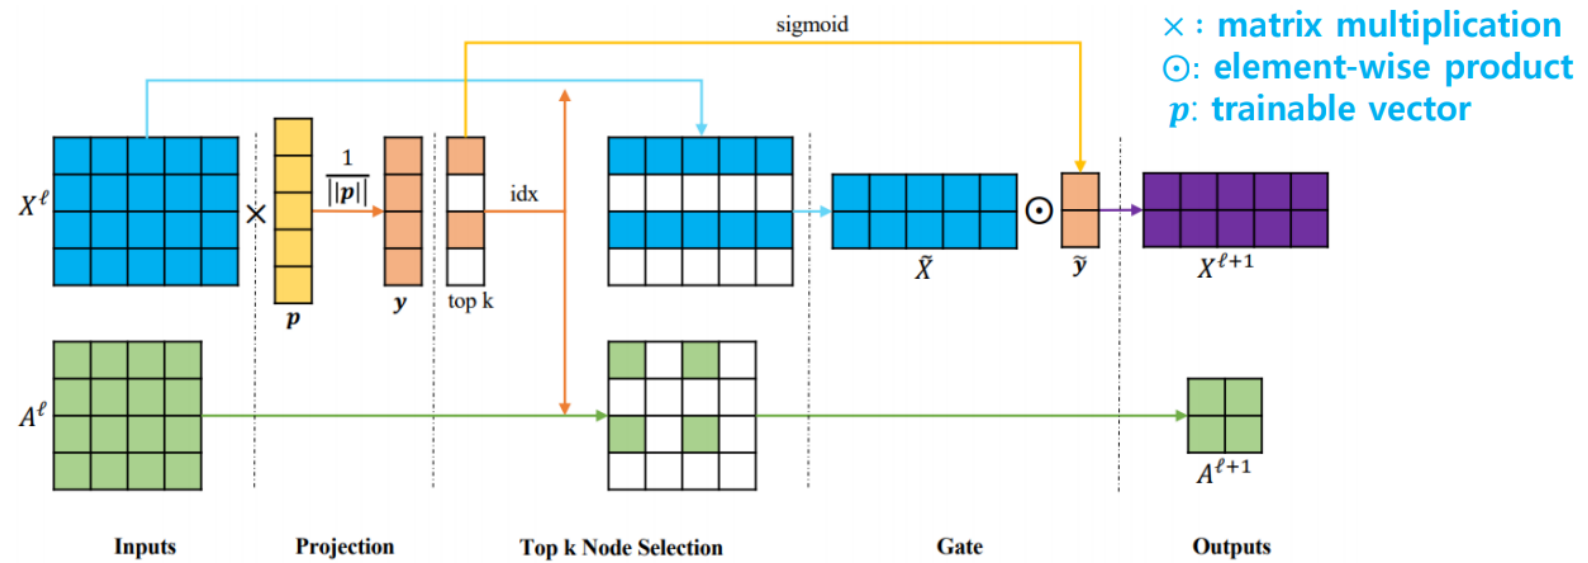 sigmoid
× : matrix multiplication
⊙: element-wise product
p: trainable vector
X^ℓ
×
1
||p||
idx
⊙
p
y
top k
X̃
ỹ
X^ℓ+1
A^ℓ
A^ℓ+1
Inputs
Projection
Top k Node Selection
Gate
Outputs